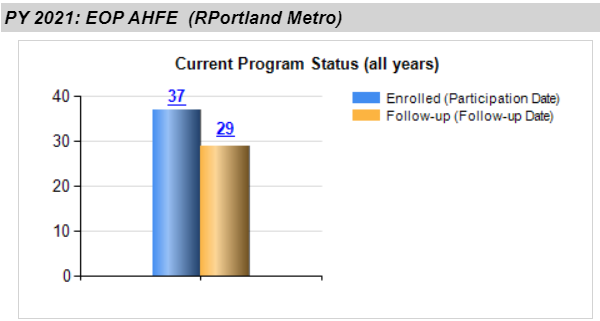 PY 2021: EOP AHFE (RPortland Metro)
Current Program Status (all years)
40
30
20
10
0
37
29
Enrolled (Participation Date)
Follow-up (Follow-up Date)